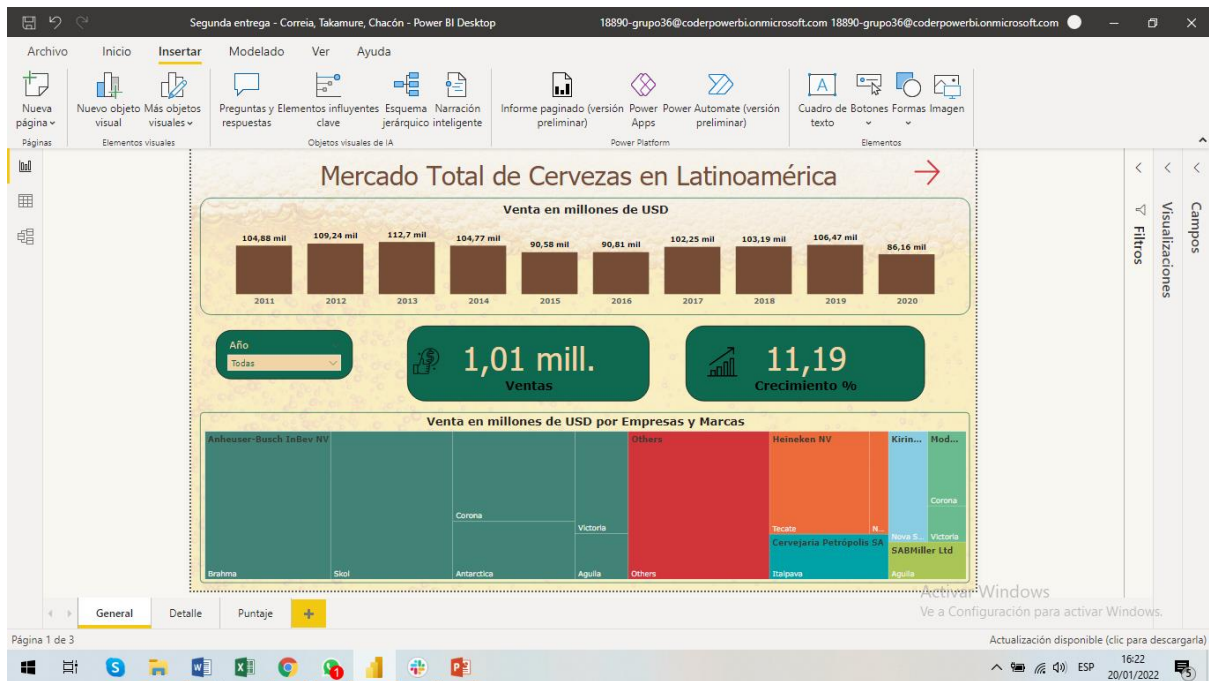 Segunda entrega - Correia, Takamure, Chacón - Power BI Desktop
18890-grupo36@coderpowerbi.onmicrosoft.com 18890-grupo36@coderpowerbi.onmicrosoft.com
Archivo Inicio Insertar Modelado Ver Ayuda
Nueva página
Nuevo objeto visual
Más objetos visuales
Preguntas y respuestas
Elementos influyentes clave
Esquema jerárquico
Narración inteligente
Informe paginado (versión preliminar)
Power Apps
Power Automate (versión preliminar)
Cuadro de texto
Botones
Formas
Imagen
Páginas
Elementos visuales
Objetos visuales de IA
Power Platform
Elementos
Mercado Total de Cervezas en Latinoamérica
Venta en millones de USD
104,88 mil 109,24 mil 112,7 mil 104,77 mil 90,58 mil 90,81 mil 102,25 mil 103,19 mil 106,47 mil 86,16 mil
2011 2012 2013 2014 2015 2016 2017 2018 2019 2020
Año
Todas
1,01 mill.
Ventas
11,19
Crecimiento %
Venta en millones de USD por Empresas y Marcas
Anheuser-Busch InBev NV
Others
Heineken NV
Kirin...
Mod...
Corona
Corona
Victoria
Tecate
N...
Nova S...
Victoria
Cervejaria Petrópolis SA
SABMiller Ltd
Brahma
Skol
Antarctica
Aguila
Others
Itaipava
Aguila
Filtros
Visualizaciones
Campos
Activar Windows
Ve a Configuración para activar Windows.
General Detalle Puntaje
Página 1 de 3
Actualización disponible (clic para descargarla)
ESP
16:22
20/01/2022